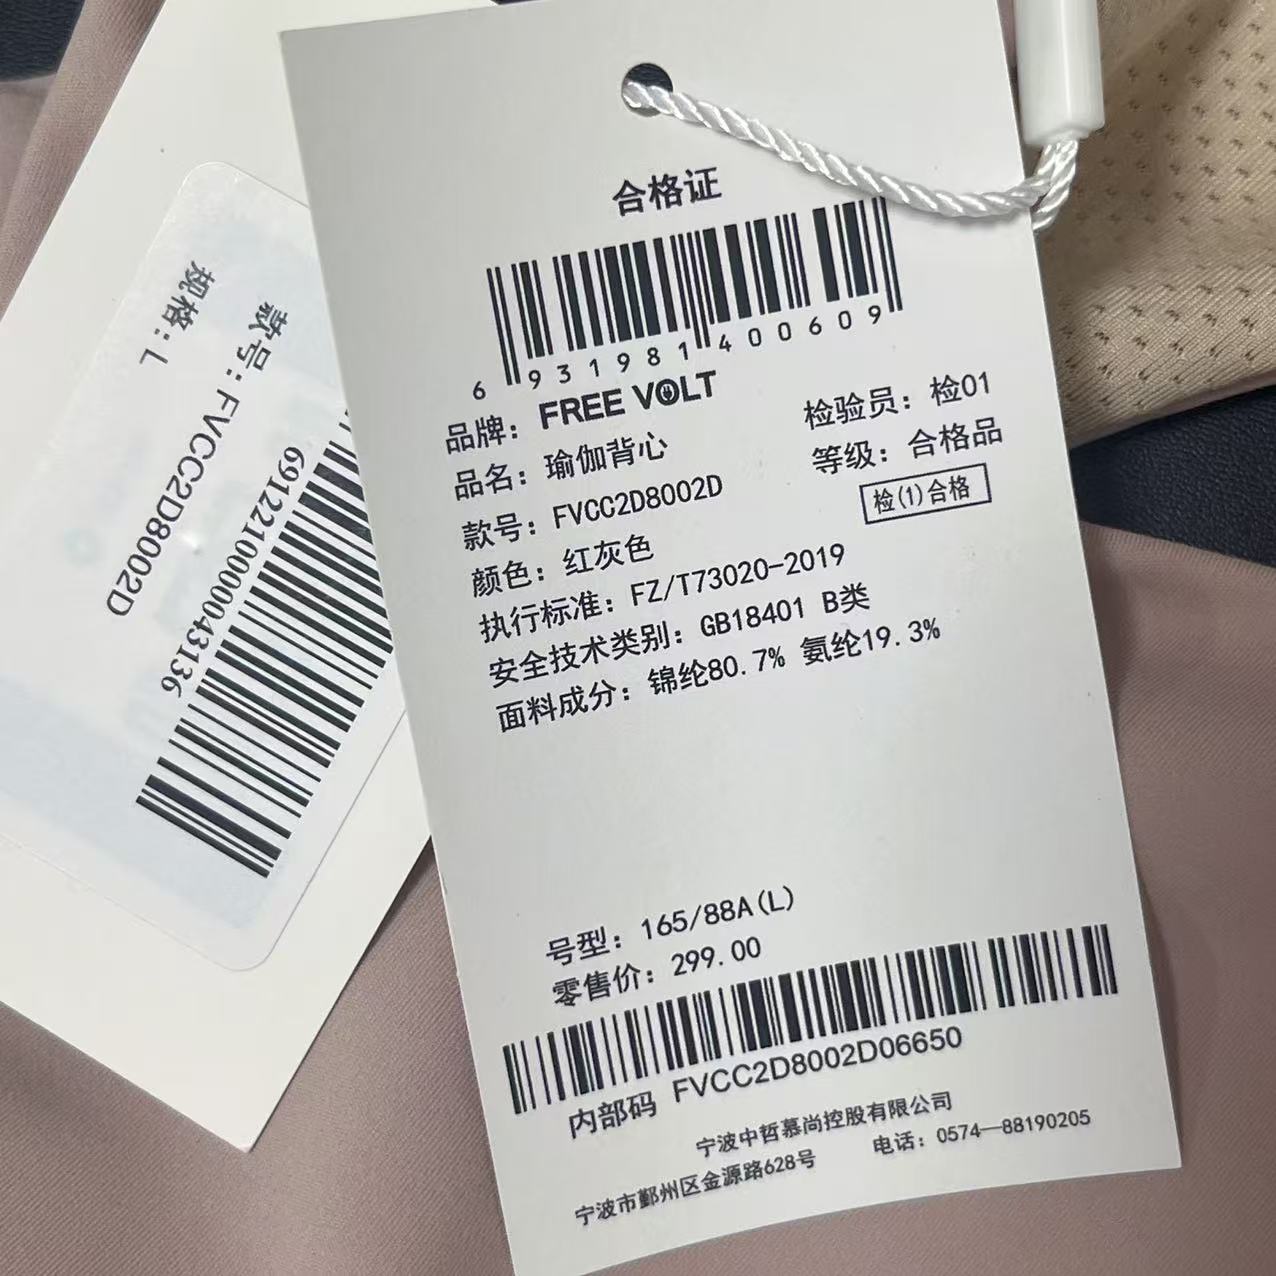 合格证
6 931981 400609
品牌：FREE VOLT
检验员：检01
品名：瑜伽背心
等级：合格品
款号：FVCC2D8002D
检(1)合格
颜色：红灰色
执行标准：FZ/T73020-2019
安全技术类别：GB18401 B类
面料成分：锦纶80.7% 氨纶19.3%
号型：165/88A(L)
零售价：299.00
内部码 FVCC2D8002D06650
宁波中哲慕尚控股有限公司
宁波市鄞州区金源路628号
电话：0574—88190205
款号：FVCC2D8002D
规格：L
6912210000043136